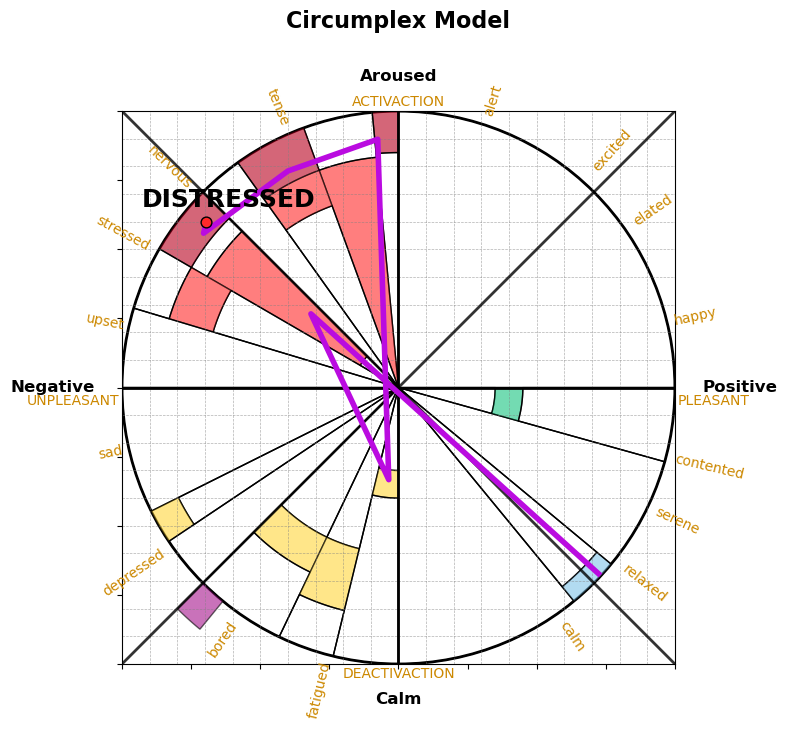 Circumplex Model
Aroused
ACTIVACTION
tense
alert
nervous
excited
DISTRESSED
elated
stressed
upset
happy
Negative
Positive
UNPLEASANT
PLEASANT
sad
contented
serene
depressed
relaxed
bored
calm
fatigued
DEACTIVACTION
Calm